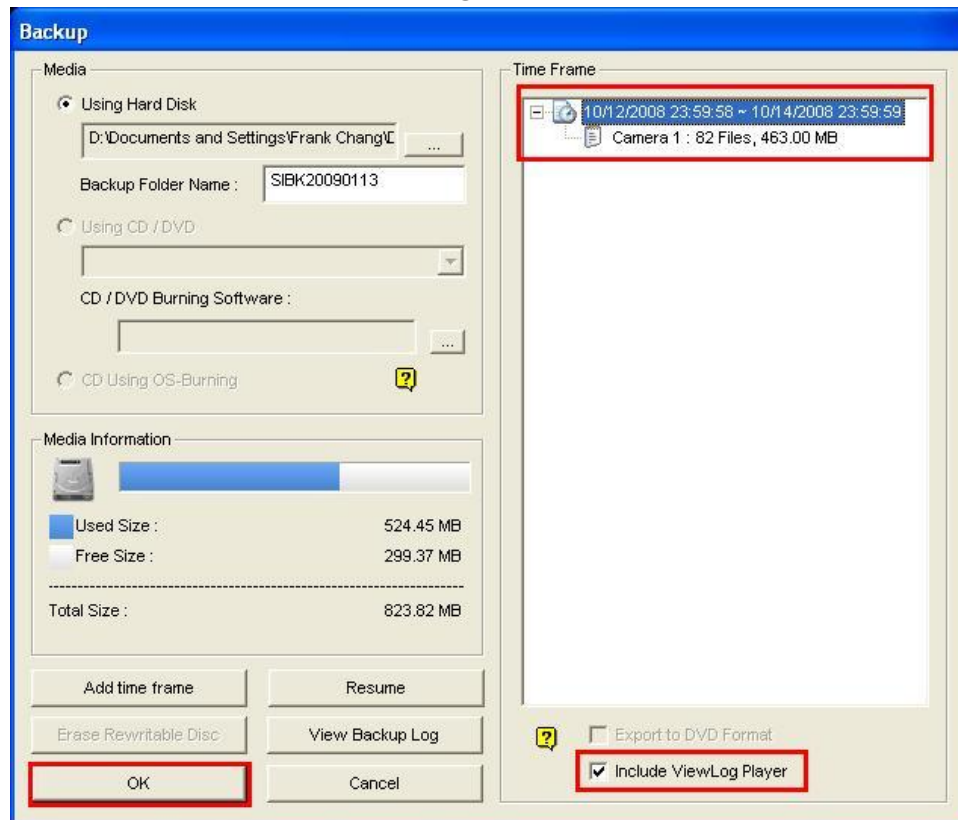 Backup
Media
Using Hard Disk
D:\Documents and Settings\Frank Chang\
...
Backup Folder Name :
SIBK20090113
Using CD / DVD
CD / DVD Burning Software :
...
CD Using OS-Burning
Media Information
Used Size :
524.45 MB
Free Size :
299.37 MB
Total Size :
823.82 MB
Add time frame
Resume
Erase Rewritable Disc
View Backup Log
OK
Cancel
Time Frame
10/12/2008 23:59:58 ~ 10/14/2008 23:59:59
Camera 1 : 82 Files, 463.00 MB
Export to DVD Format
Include ViewLog Player